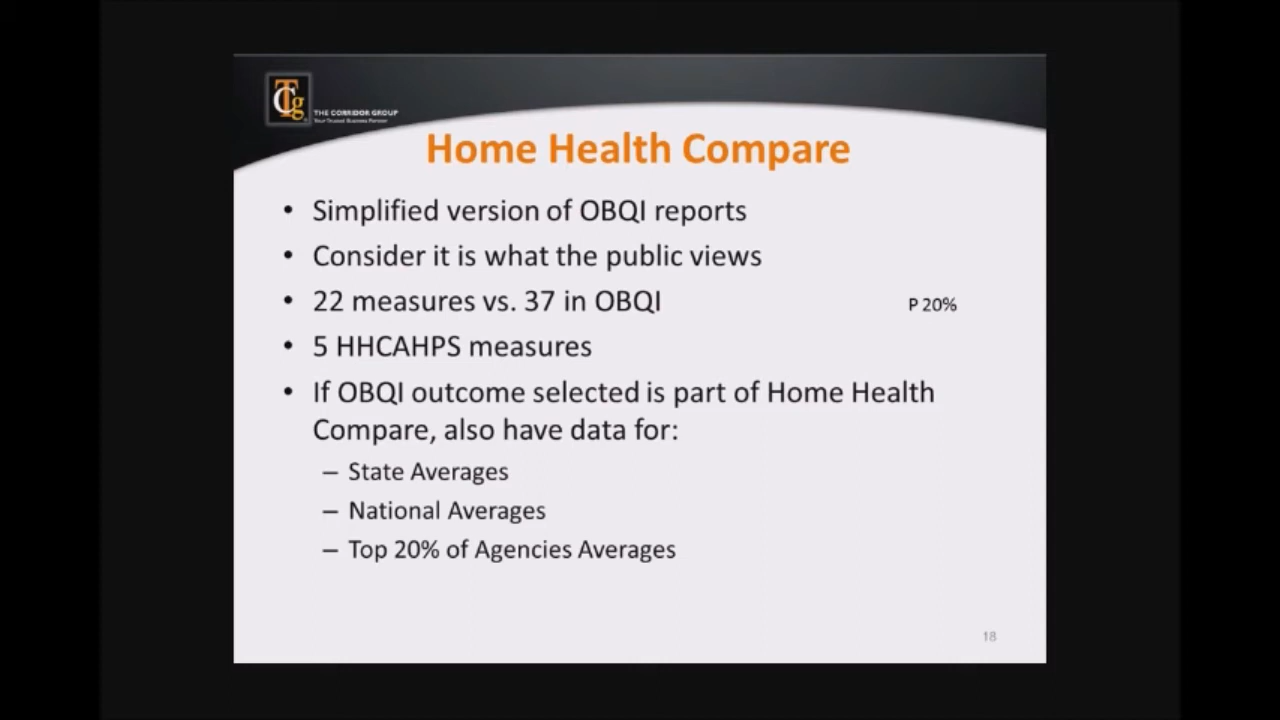 TCg
THE CORRIDOR GROUP
Your Trusted Business Partner
Home Health Compare
• Simplified version of OBQI reports
• Consider it is what the public views
• 22 measures vs. 37 in OBQI
P 20%
• 5 HHCAHPS measures
• If OBQI outcome selected is part of Home Health
Compare, also have data for:
– State Averages
– National Averages
– Top 20% of Agencies Averages
18